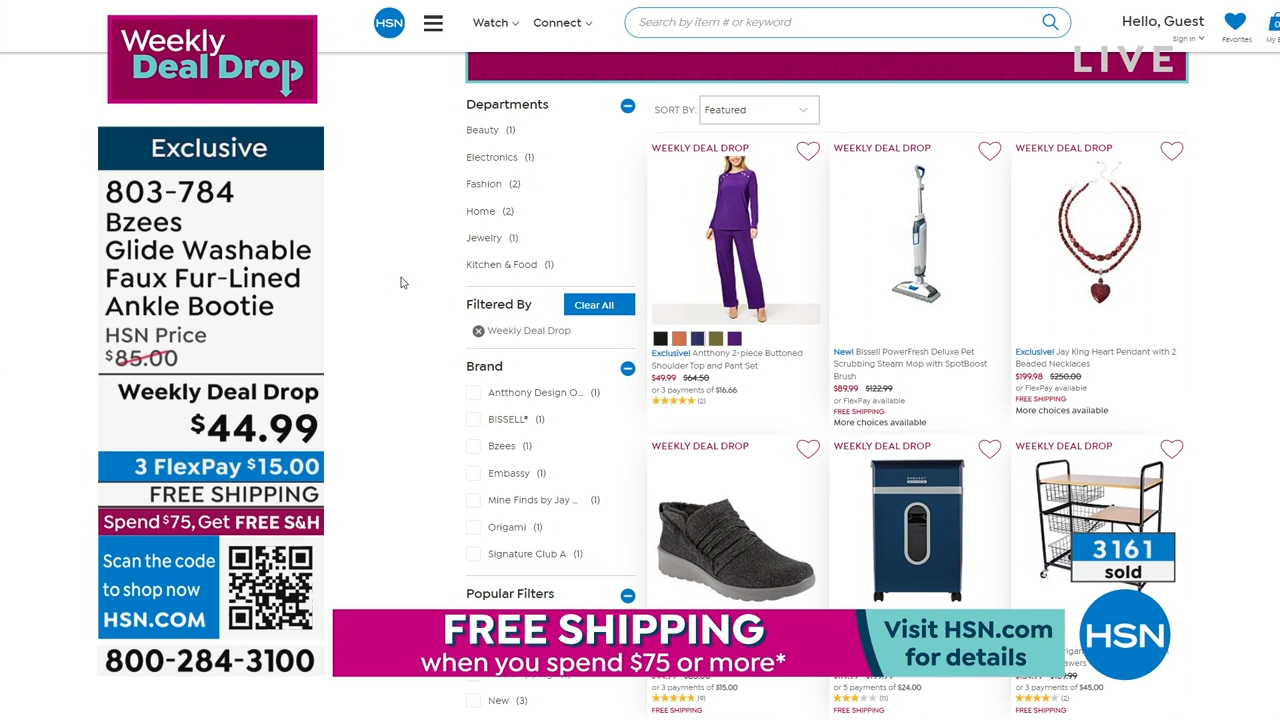 Weekly
Deal Drop
Exclusive
803-784
Bzees
Glide Washable
Faux Fur-Lined
Ankle Bootie
HSN Price
$85.00
Weekly Deal Drop
$44.99
3 FlexPay $15.00
FREE SHIPPING
Spend $75, Get FREE S&H
Scan the code
to shop now
HSN.COM
800-284-3100
HSN
Watch
Connect
Search by item # or keyword
Hello, Guest
Sign In
Favorites
LIVE
Departments
Beauty (1)
Electronics (1)
Fashion (2)
Home (2)
Jewelry (1)
Kitchen & Food (1)
Filtered By
Clear All
Weekly Deal Drop
Brand
Antthony Design O... (1)
BISSELL® (1)
Bzees (1)
Embassy (1)
Mine Finds by Jay ... (1)
Origami (1)
Signature Club A (1)
Popular Filters
New (3)
SORT BY: Featured
WEEKLY DEAL DROP
Exclusive! Antthony 2-piece Buttoned
Shoulder Top and Pant Set
$49.99 $64.50
or 3 payments of $16.66
(2)
WEEKLY DEAL DROP
New! Bissell PowerFresh Deluxe Pet
Scrubbing Steam Mop with SpotBoost
Brush
$89.99 $122.99
or FlexPay available
FREE SHIPPING
More choices available
WEEKLY DEAL DROP
Exclusive! Jay King Heart Pendant with 2
Beaded Necklaces
$199.98 $250.00
or FlexPay available
FREE SHIPPING
More choices available
WEEKLY DEAL DROP
or 3 payments of $15.00
(9)
FREE SHIPPING
WEEKLY DEAL DROP
or 5 payments of $24.00
(11)
FREE SHIPPING
WEEKLY DEAL DROP
or 3 payments of $45.00
(2)
FREE SHIPPING
3161
sold
FREE SHIPPING
when you spend $75 or more*
Visit HSN.com
for details
HSN